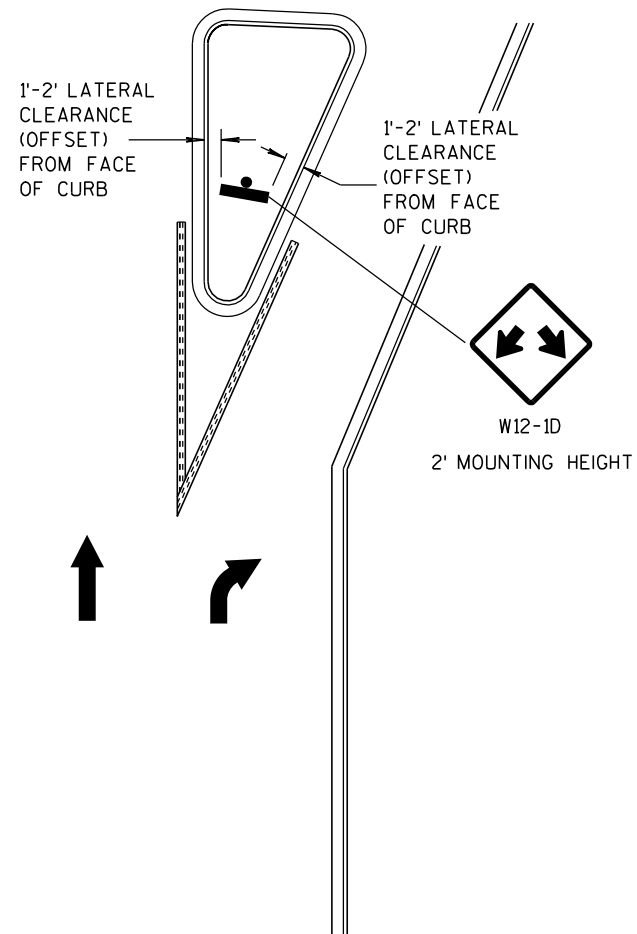 1'-2' LATERAL
CLEARANCE
(OFFSET)
FROM FACE
OF CURB
1'-2' LATERAL
CLEARANCE
(OFFSET)
FROM FACE
OF CURB
W12-1D
2' MOUNTING HEIGHT